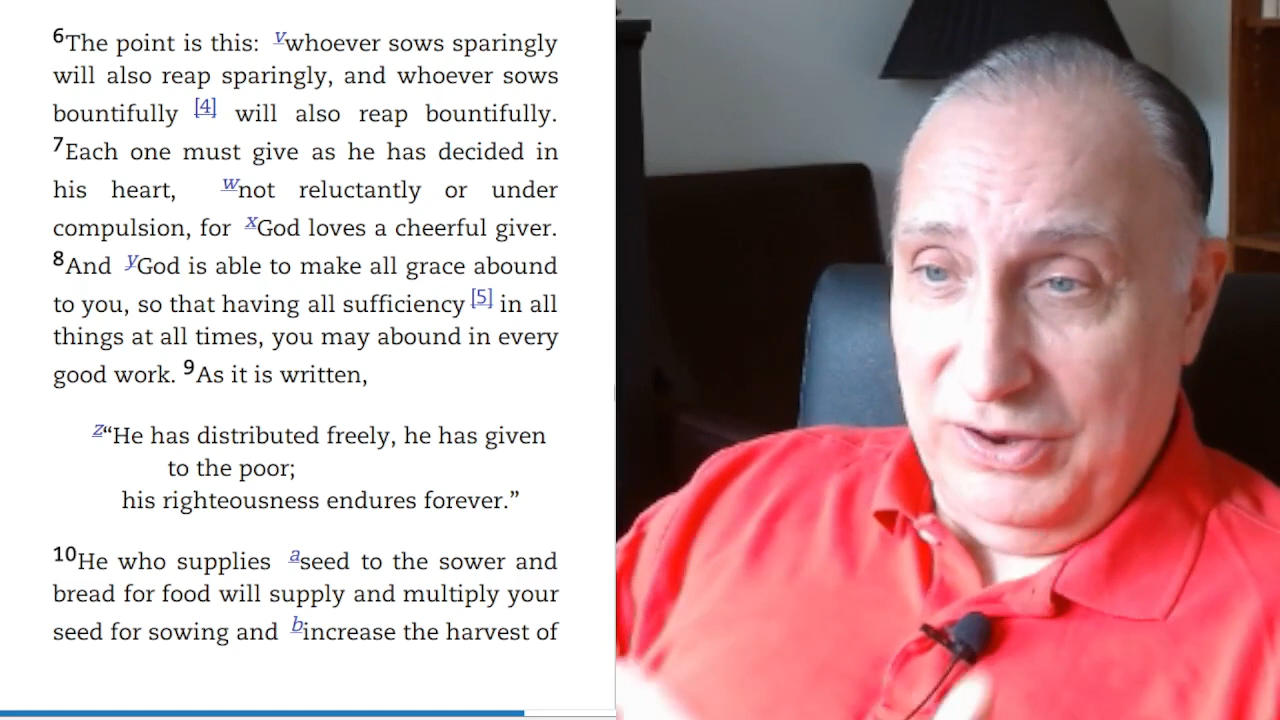 6The point is this: vwhoever sows sparingly
will also reap sparingly, and whoever sows
bountifully [4] will also reap bountifully.
7Each one must give as he has decided in
his heart, wnot reluctantly or under
compulsion, for xGod loves a cheerful giver.
8And yGod is able to make all grace abound
to you, so that having all sufficiency [5] in all
things at all times, you may abound in every
good work. 9As it is written,
z“He has distributed freely, he has given
to the poor;
his righteousness endures forever.”
10He who supplies aseed to the sower and
bread for food will supply and multiply your
seed for sowing and bincrease the harvest of